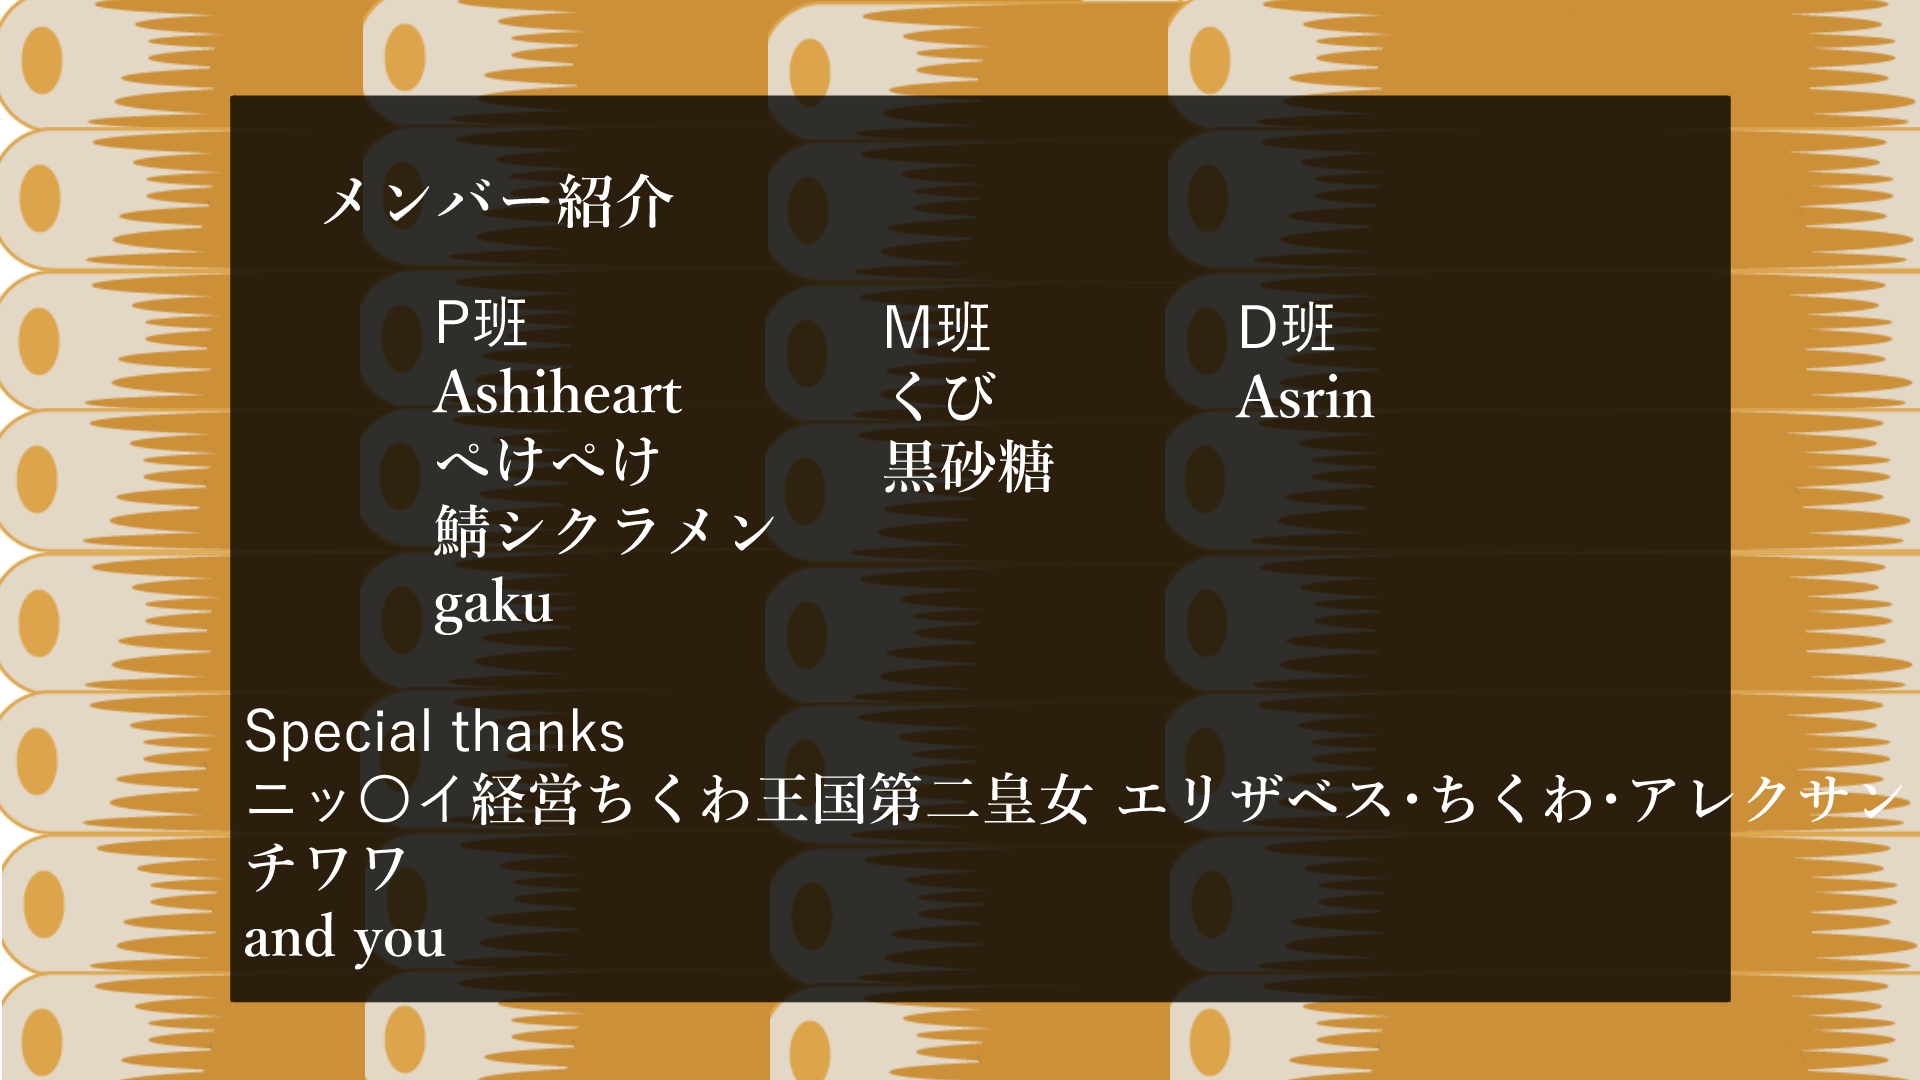 メンバー紹介
P班
Ashiheart
ぺけぺけ
鯖シクラメン
gaku
M班
くび
黒砂糖
D班
Asrin
Special thanks
ニッ〇イ経営ちくわ王国第二皇女 エリザベス・ちくわ・アレクサン
チワワ
and you